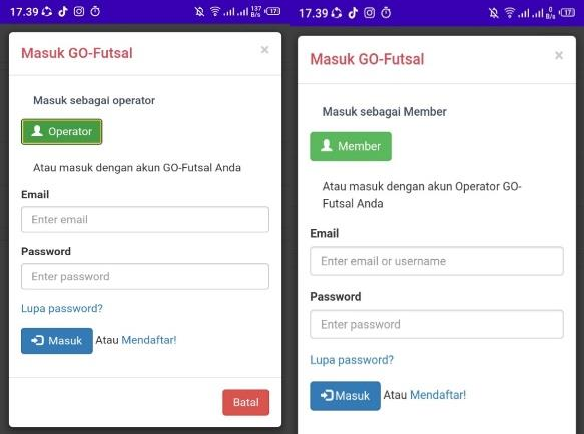 17.39
137
B/s
17
Masuk GO-Futsal
×
Masuk sebagai operator
Operator
Atau masuk dengan akun GO-Futsal Anda
Email
Enter email
Password
Enter password
Lupa password?
Masuk Atau Mendaftar!
Batal
17.39
0
B/s
17
Masuk GO-Futsal
×
Masuk sebagai Member
Member
Atau masuk dengan akun Operator GO-
Futsal Anda
Email
Enter email or username
Password
Enter password
Lupa password?
Masuk Atau Mendaftar!